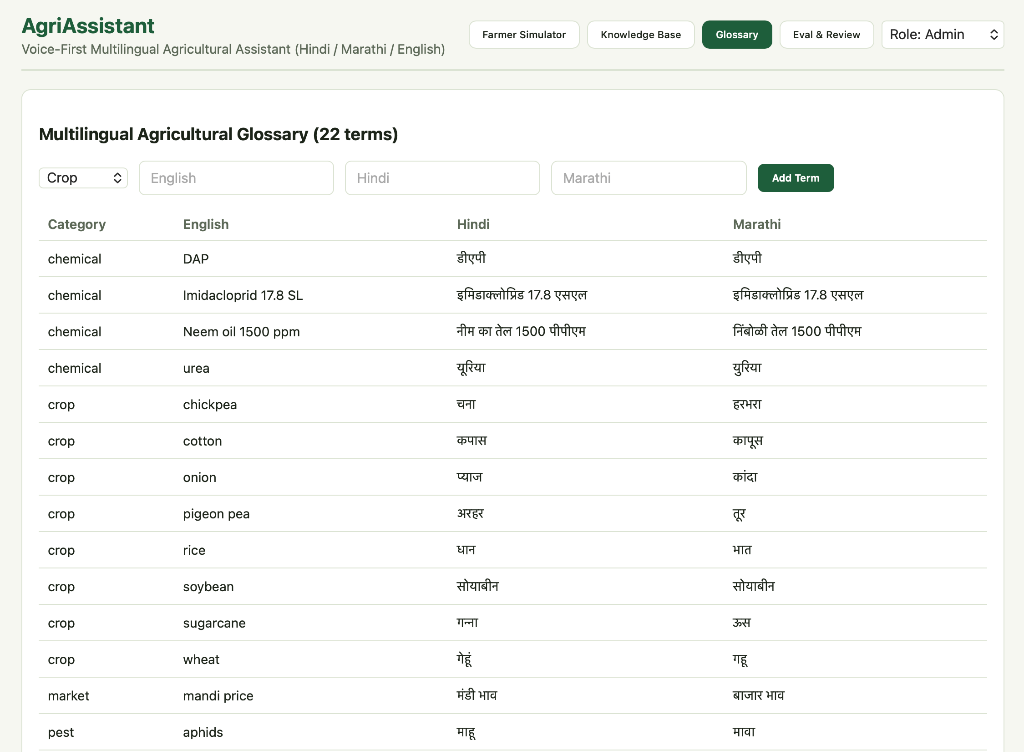 AgriAssistant
Voice-First Multilingual Agricultural Assistant (Hindi / Marathi / English)
Farmer Simulator Knowledge Base Glossary Eval & Review Role: Admin
Multilingual Agricultural Glossary (22 terms)
Crop English Hindi Marathi Add Term
Category English Hindi Marathi
chemical DAP डीएपी डीएपी
chemical Imidacloprid 17.8 SL इमिडाक्लोप्रिड 17.8 एसएल इमिडाक्लोप्रिड 17.8 एसएल
chemical Neem oil 1500 ppm नीम का तेल 1500 पीपीएम निंबोळी तेल 1500 पीपीएम
chemical urea यूरिया युरिया
crop chickpea चना हरभरा
crop cotton कपास कापूस
crop onion प्याज कांदा
crop pigeon pea अरहर तूर
crop rice धान भात
crop soybean सोयाबीन सोयाबीन
crop sugarcane गन्ना ऊस
crop wheat गेहूं गहू
market mandi price मंडी भाव बाजार भाव
pest aphids माहू मावा